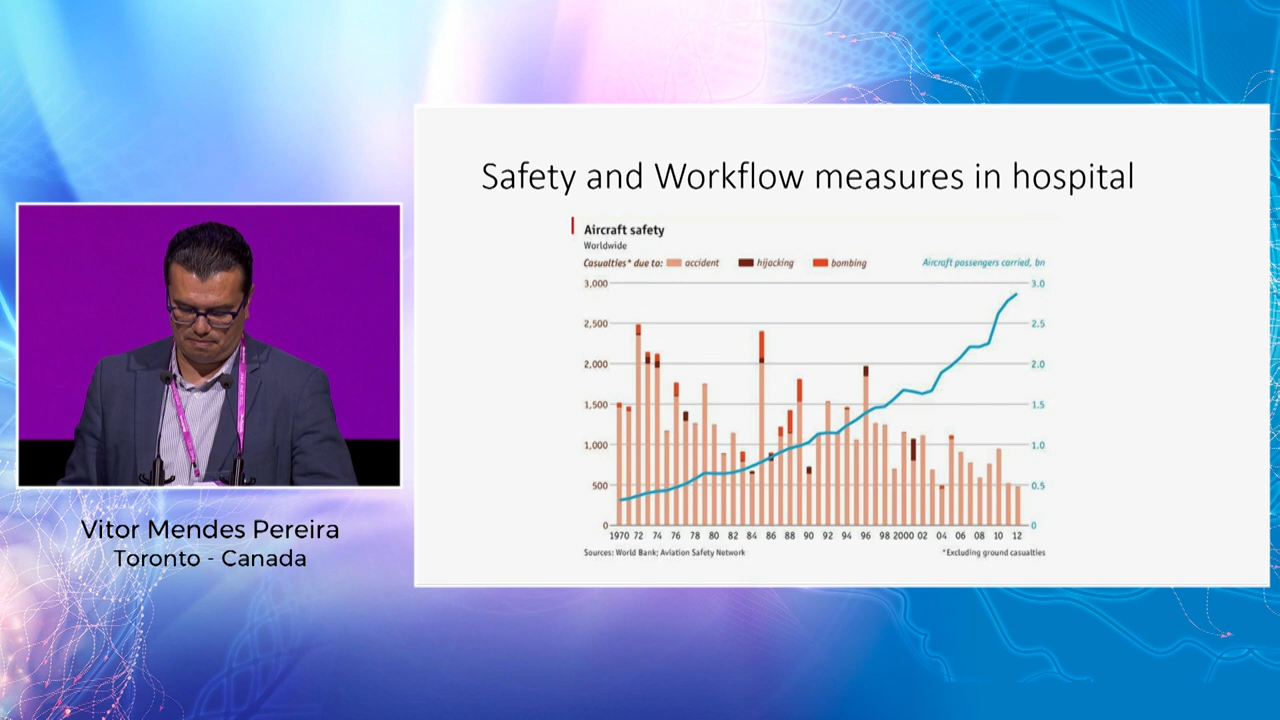 Safety and Workflow measures in hospital
Aircraft safety
Worldwide
Casualties* due to: accident hijacking bombing Aircraft passengers carried, bn
3,000 3.0
2,500 2.5
2,000 2.0
1,500 1.5
1,000 1.0
500 0.5
0 0
1970 72 74 76 78 80 82 84 86 88 90 92 94 96 98 2000 02 04 06 08 10 12
Sources: World Bank; Aviation Safety Network *Excluding ground casualties
Vitor Mendes Pereira
Toronto - Canada